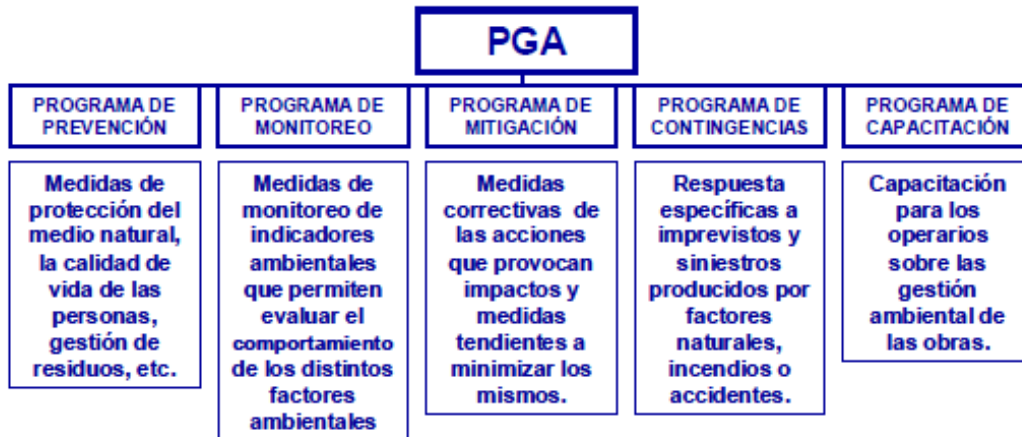 PGA
PROGRAMA DE
PREVENCIÓN
Medidas de
protección del
medio natural,
la calidad de
vida de las
personas,
gestión de
residuos, etc.
PROGRAMA DE
MONITOREO
Medidas de
monitoreo de
indicadores
ambientales
que permiten
evaluar el
comportamiento
de los distintos
factores
ambientales
PROGRAMA DE
MITIGACIÓN
Medidas
correctivas de
las acciones
que provocan
impactos y
medidas
tendientes a
minimizar los
mismos.
PROGRAMA DE
CONTINGENCIAS
Respuesta
específicas a
imprevistos y
siniestros
producidos por
factores
naturales,
incendios o
accidentes.
PROGRAMA DE
CAPACITACIÓN
Capacitación
para los
operarios
sobre las
gestión
ambiental de
las obras.